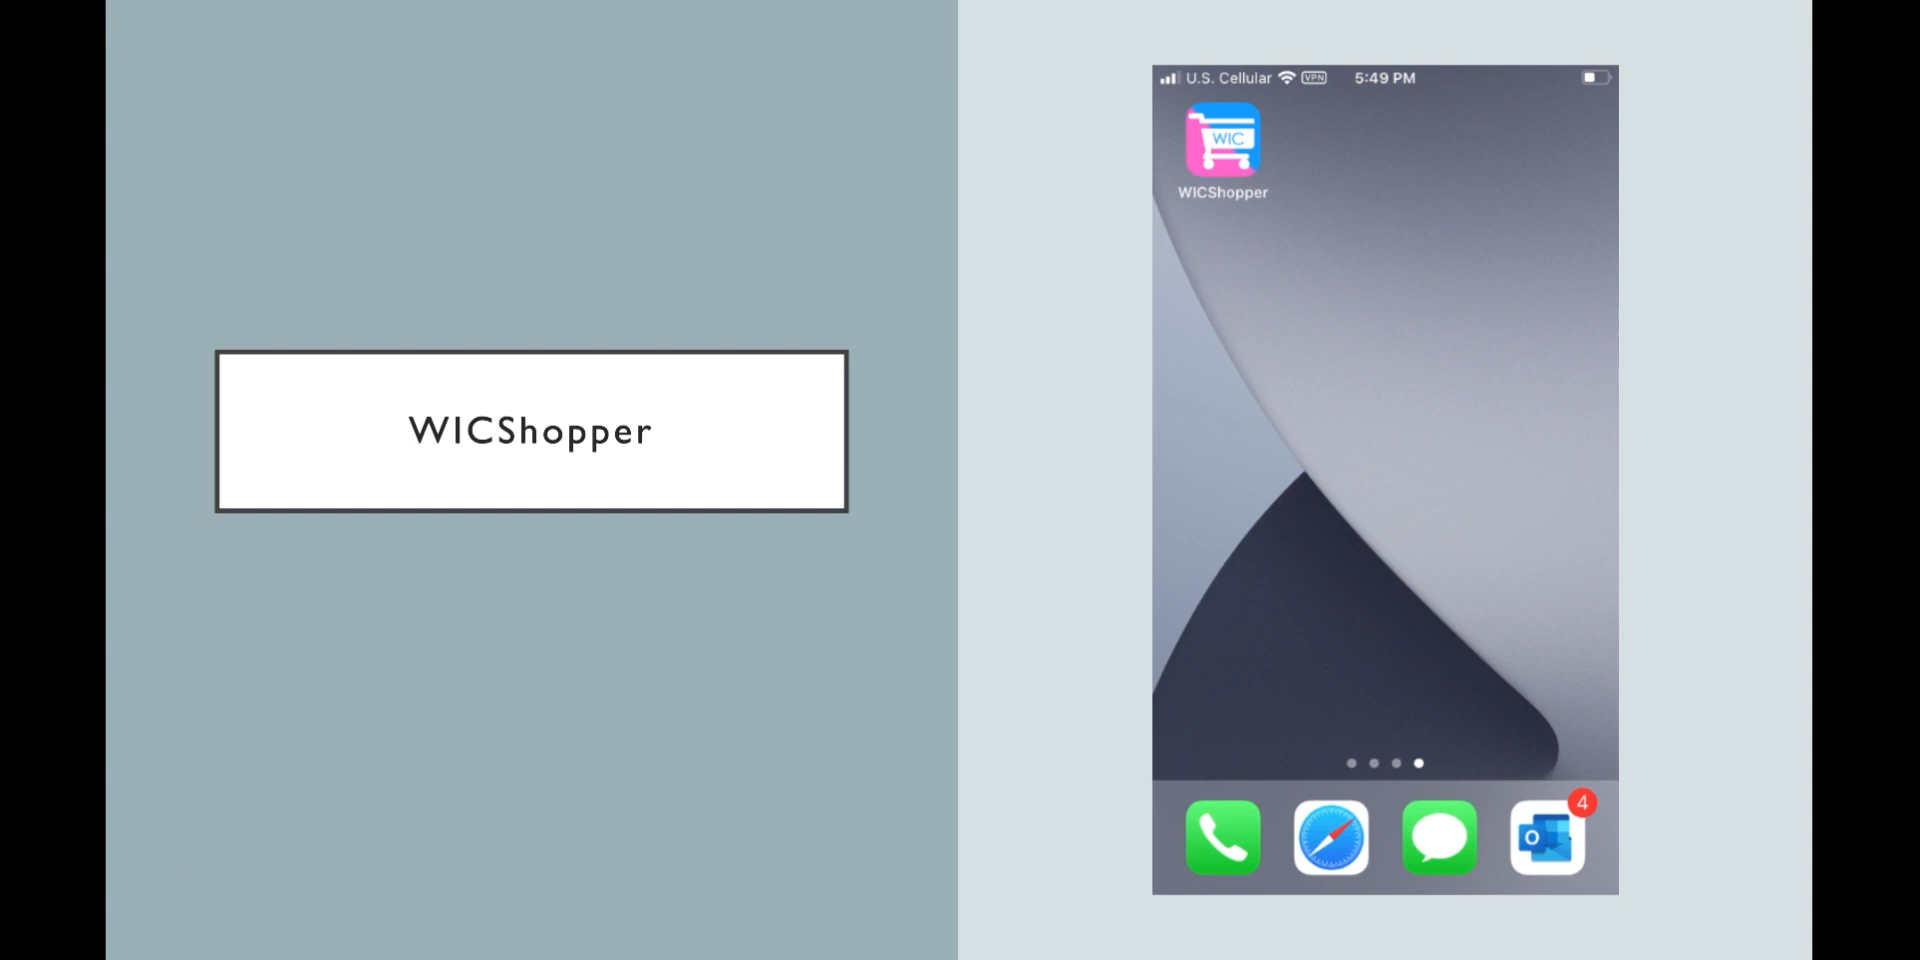 WICShopper
U.S. Cellular VPN 5:49 PM
WIC
WICShopper
4
O